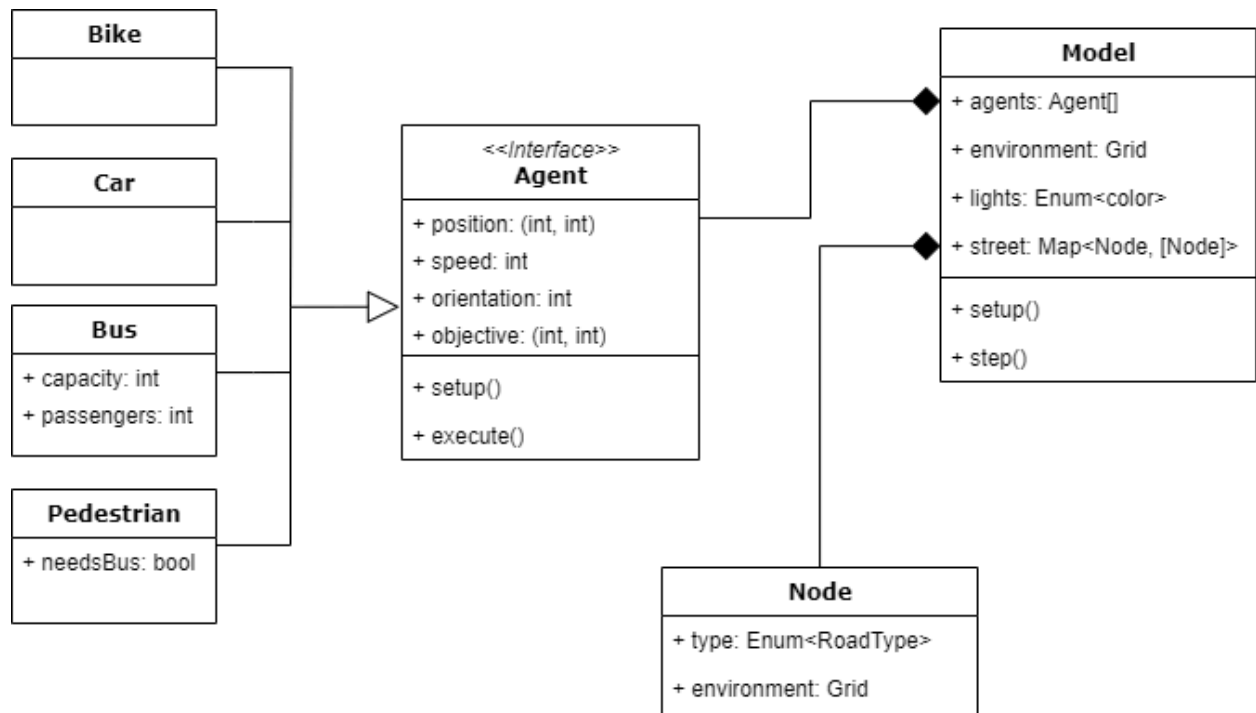 Bike
Car
Bus
+ capacity: int
+ passengers: int
Pedestrian
+ needsBus: bool
<<Interface>>
Agent
+ position: (int, int)
+ speed: int
+ orientation: int
+ objective: (int, int)
+ setup()
+ execute()
Model
+ agents: Agent[]
+ environment: Grid
+ lights: Enum<color>
+ street: Map<Node, [Node]>
+ setup()
+ step()
Node
+ type: Enum<RoadType>
+ environment: Grid